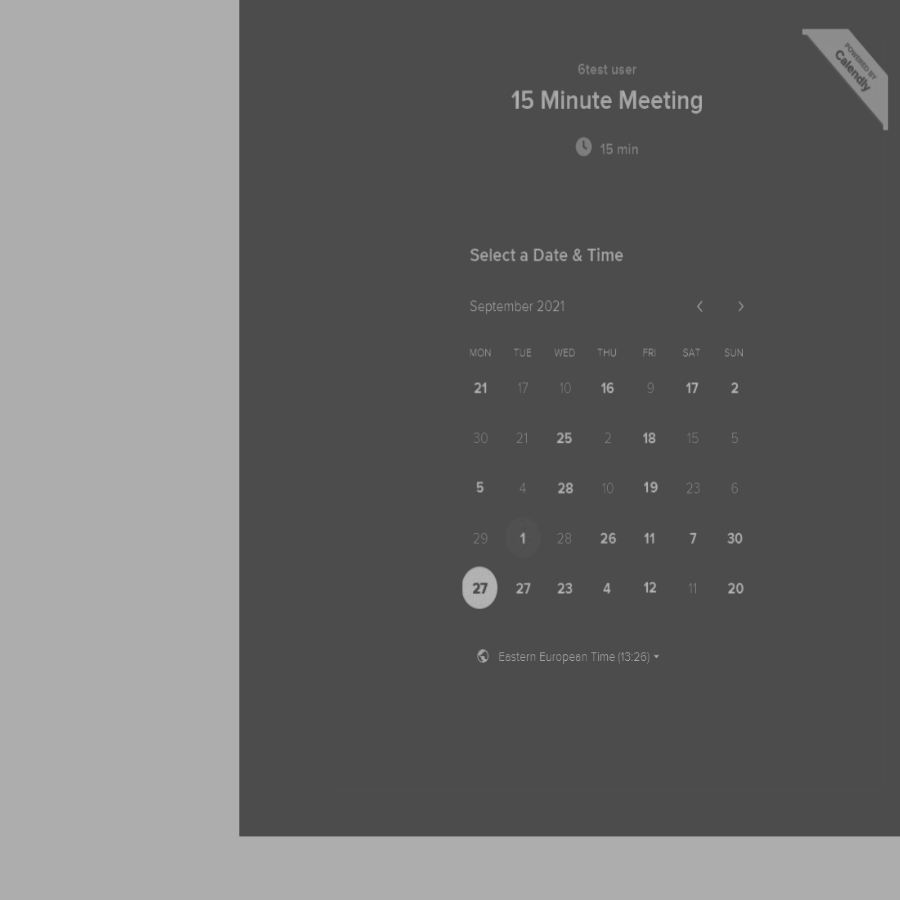 POWERED BY
Calendly
6test user
15 Minute Meeting
15 min
Select a Date & Time
September 2021
MON TUE WED THU FRI SAT SUN
21 17 10 16 9 17 2
30 21 25 2 18 15 5
5 4 28 10 19 23 6
29 1 28 26 11 7 30
27 27 23 4 12 11 20
Eastern European Time (13:26)